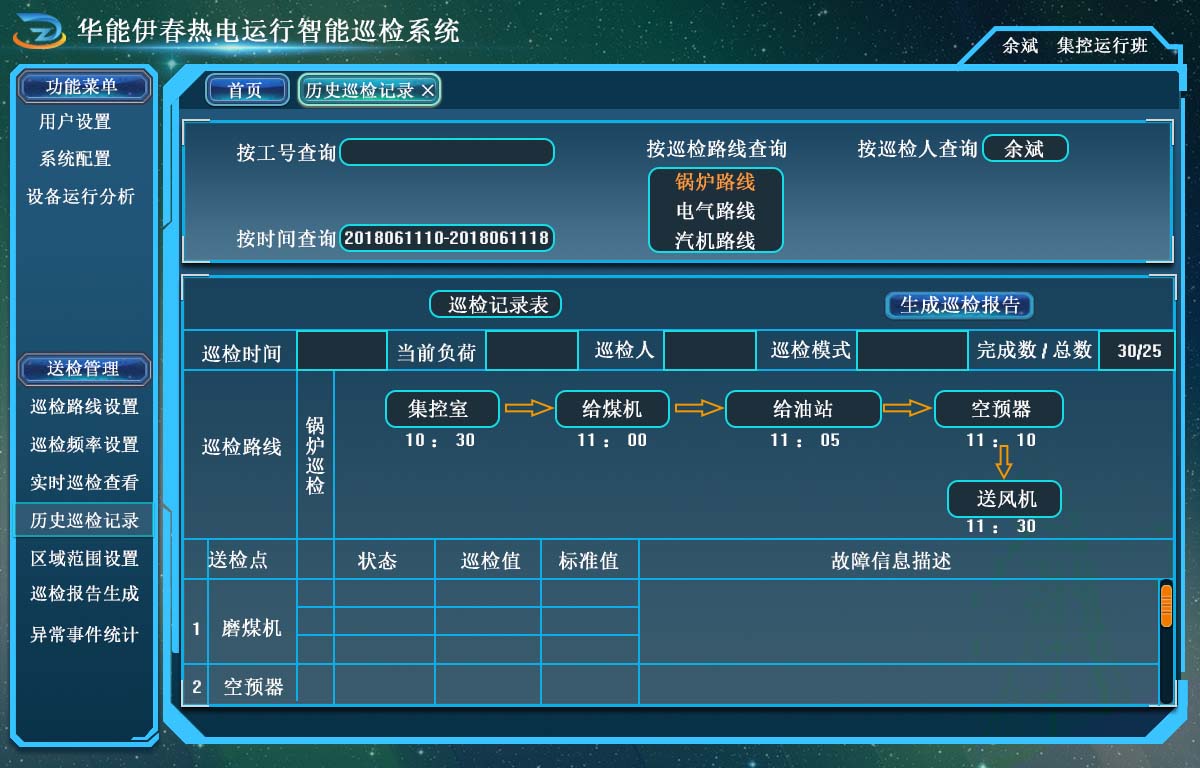 华能伊春热电运行智能巡检系统
余斌 集控运行班
功能菜单
用户设置
系统配置
设备运行分析
送检管理
巡检路线设置
巡检频率设置
实时巡检查看
历史巡检记录
区域范围设置
巡检报告生成
异常事件统计
首页
历史巡检记录 ×
按工号查询
按巡检路线查询
按巡检人查询 余斌
锅炉路线
电气路线
汽机路线
按时间查询 2018061110-2018061118
巡检记录表
生成巡检报告
巡检时间 当前负荷 巡检人 巡检模式 完成数 / 总数 30/25
巡检路线
锅炉巡检
集控室 给煤机 给油站 空预器
10 : 30 11 : 00 11 : 05 11 : 10
送风机
11 : 30
送检点 状态 巡检值 标准值 故障信息描述
1 磨煤机
2 空预器